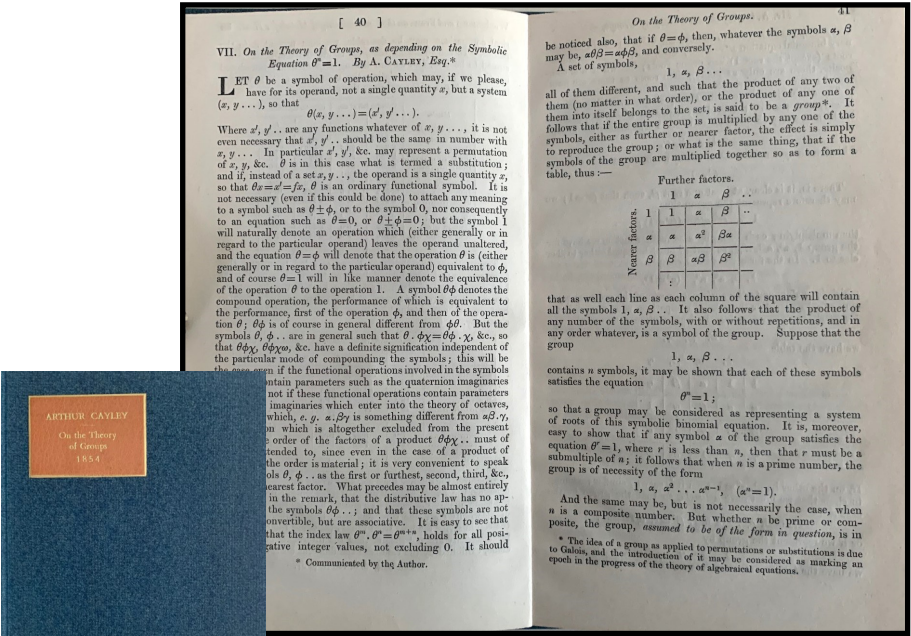 [ 40 ]
VII. On the Theory of Groups, as depending on the Symbolic
Equation θⁿ=1. By A. CAYLEY, Esq.*
LET θ be a symbol of operation, which may, if we please,
have for its operand, not a single quantity x, but a system
(x, y . . .), so that
θ(x, y . . .)=(x′, y′ . . .).
Where x′, y′ . . are any functions whatever of x, y . . ., it is not
even necessary that x′, y′ . . should be the same in number with
x, y . . . In particular x′, y′, &c. may represent a permutation
of x, y, &c. θ is in this case what is termed a substitution;
and if, instead of a set x, y . . , the operand is a single quantity x,
so that θx=x′=fx, θ is an ordinary functional symbol. It is
not necessary (even if this could be done) to attach any meaning
to a symbol such as θ±φ, or to the symbol 0, nor consequently
to an equation such as θ=0, or θ±φ=0; but the symbol 1
will naturally denote an operation which (either generally or in
regard to the particular operand) leaves the operand unaltered,
and the equation θ=φ will denote that the operation θ is (either
generally or in regard to the particular operand) equivalent to φ,
and of course θ=1 will in like manner denote the equivalence
of the operation θ to the operation 1. A symbol θφ denotes the
compound operation, the performance of which is equivalent to
the performance, first of the operation φ, and then of the opera-
tion θ; θφ is of course in general different from φθ. But the
symbols θ, φ . . are in general such that θ . φχ=θφ . χ, &c., so
that θφχ, θφχω, &c. have a definite signification independent of
the particular mode of compounding the symbols; this will be
the case even if the functional operations involved in the symbols
ontain parameters such as the quaternion imaginaries
not if these functional operations contain parameters
imaginaries which enter into the theory of octaves,
which, e. g. α . βγ is something different from αβ . γ,
n which is altogether excluded from the present
e order of the factors of a product θφχ . . must of
tended to, since even in the case of a product of
the order is material; it is very convenient to speak
ols θ, φ . . as the first or furthest, second, third, &c.,
earest factor. What precedes may be almost entirely
in the remark, that the distributive law has no ap-
the symbols θφ . . ; and that these symbols are not
onvertible, but are associative. It is easy to see that
that the index law θᵐ . θⁿ=θᵐ⁺ⁿ, holds for all posi-
gative integer values, not excluding 0. It should
* Communicated by the Author.
ARTHUR CAYLEY
On the Theory
of Groups
1854
On the Theory of Groups. 41
be noticed also, that if θ=φ, then, whatever the symbols α, β
may be, αθβ=αφβ, and conversely.
A set of symbols,
1, α, β . . .
all of them different, and such that the product of any two of
them (no matter in what order), or the product of any one of
them into itself belongs to the set, is said to be a group*. It
follows that if the entire group is multiplied by any one of the
symbols, either as further or nearer factor, the effect is simply
to reproduce the group; or what is the same thing, that if the
symbols of the group are multiplied together so as to form a
table, thus :—
Further factors.
1 α β . .
Nearer factors.
1 1 α β . .
α α α² βα
β β αβ β²
:
that as well each line as each column of the square will contain
all the symbols 1, α, β . . It also follows that the product of
any number of the symbols, with or without repetitions, and in
any order whatever, is a symbol of the group. Suppose that the
group
1, α, β . . .
contains n symbols, it may be shown that each of these symbols
satisfies the equation
θⁿ=1;
so that a group may be considered as representing a system
of roots of this symbolic binomial equation. It is, moreover,
easy to show that if any symbol α of the group satisfies the
equation θʳ=1, where r is less than n, then that r must be a
submultiple of n; it follows that when n is a prime number, the
group is of necessity of the form
1, α, α² . . . αⁿ⁻¹, (αⁿ=1).
And the same may be, but is not necessarily the case, when
n is a composite number. But whether n be prime or com-
posite, the group, assumed to be of the form in question, is in
* The idea of a group as applied to permutations or substitutions is due
to Galois, and the introduction of it may be considered as marking an
epoch in the progress of the theory of algebraical equations.